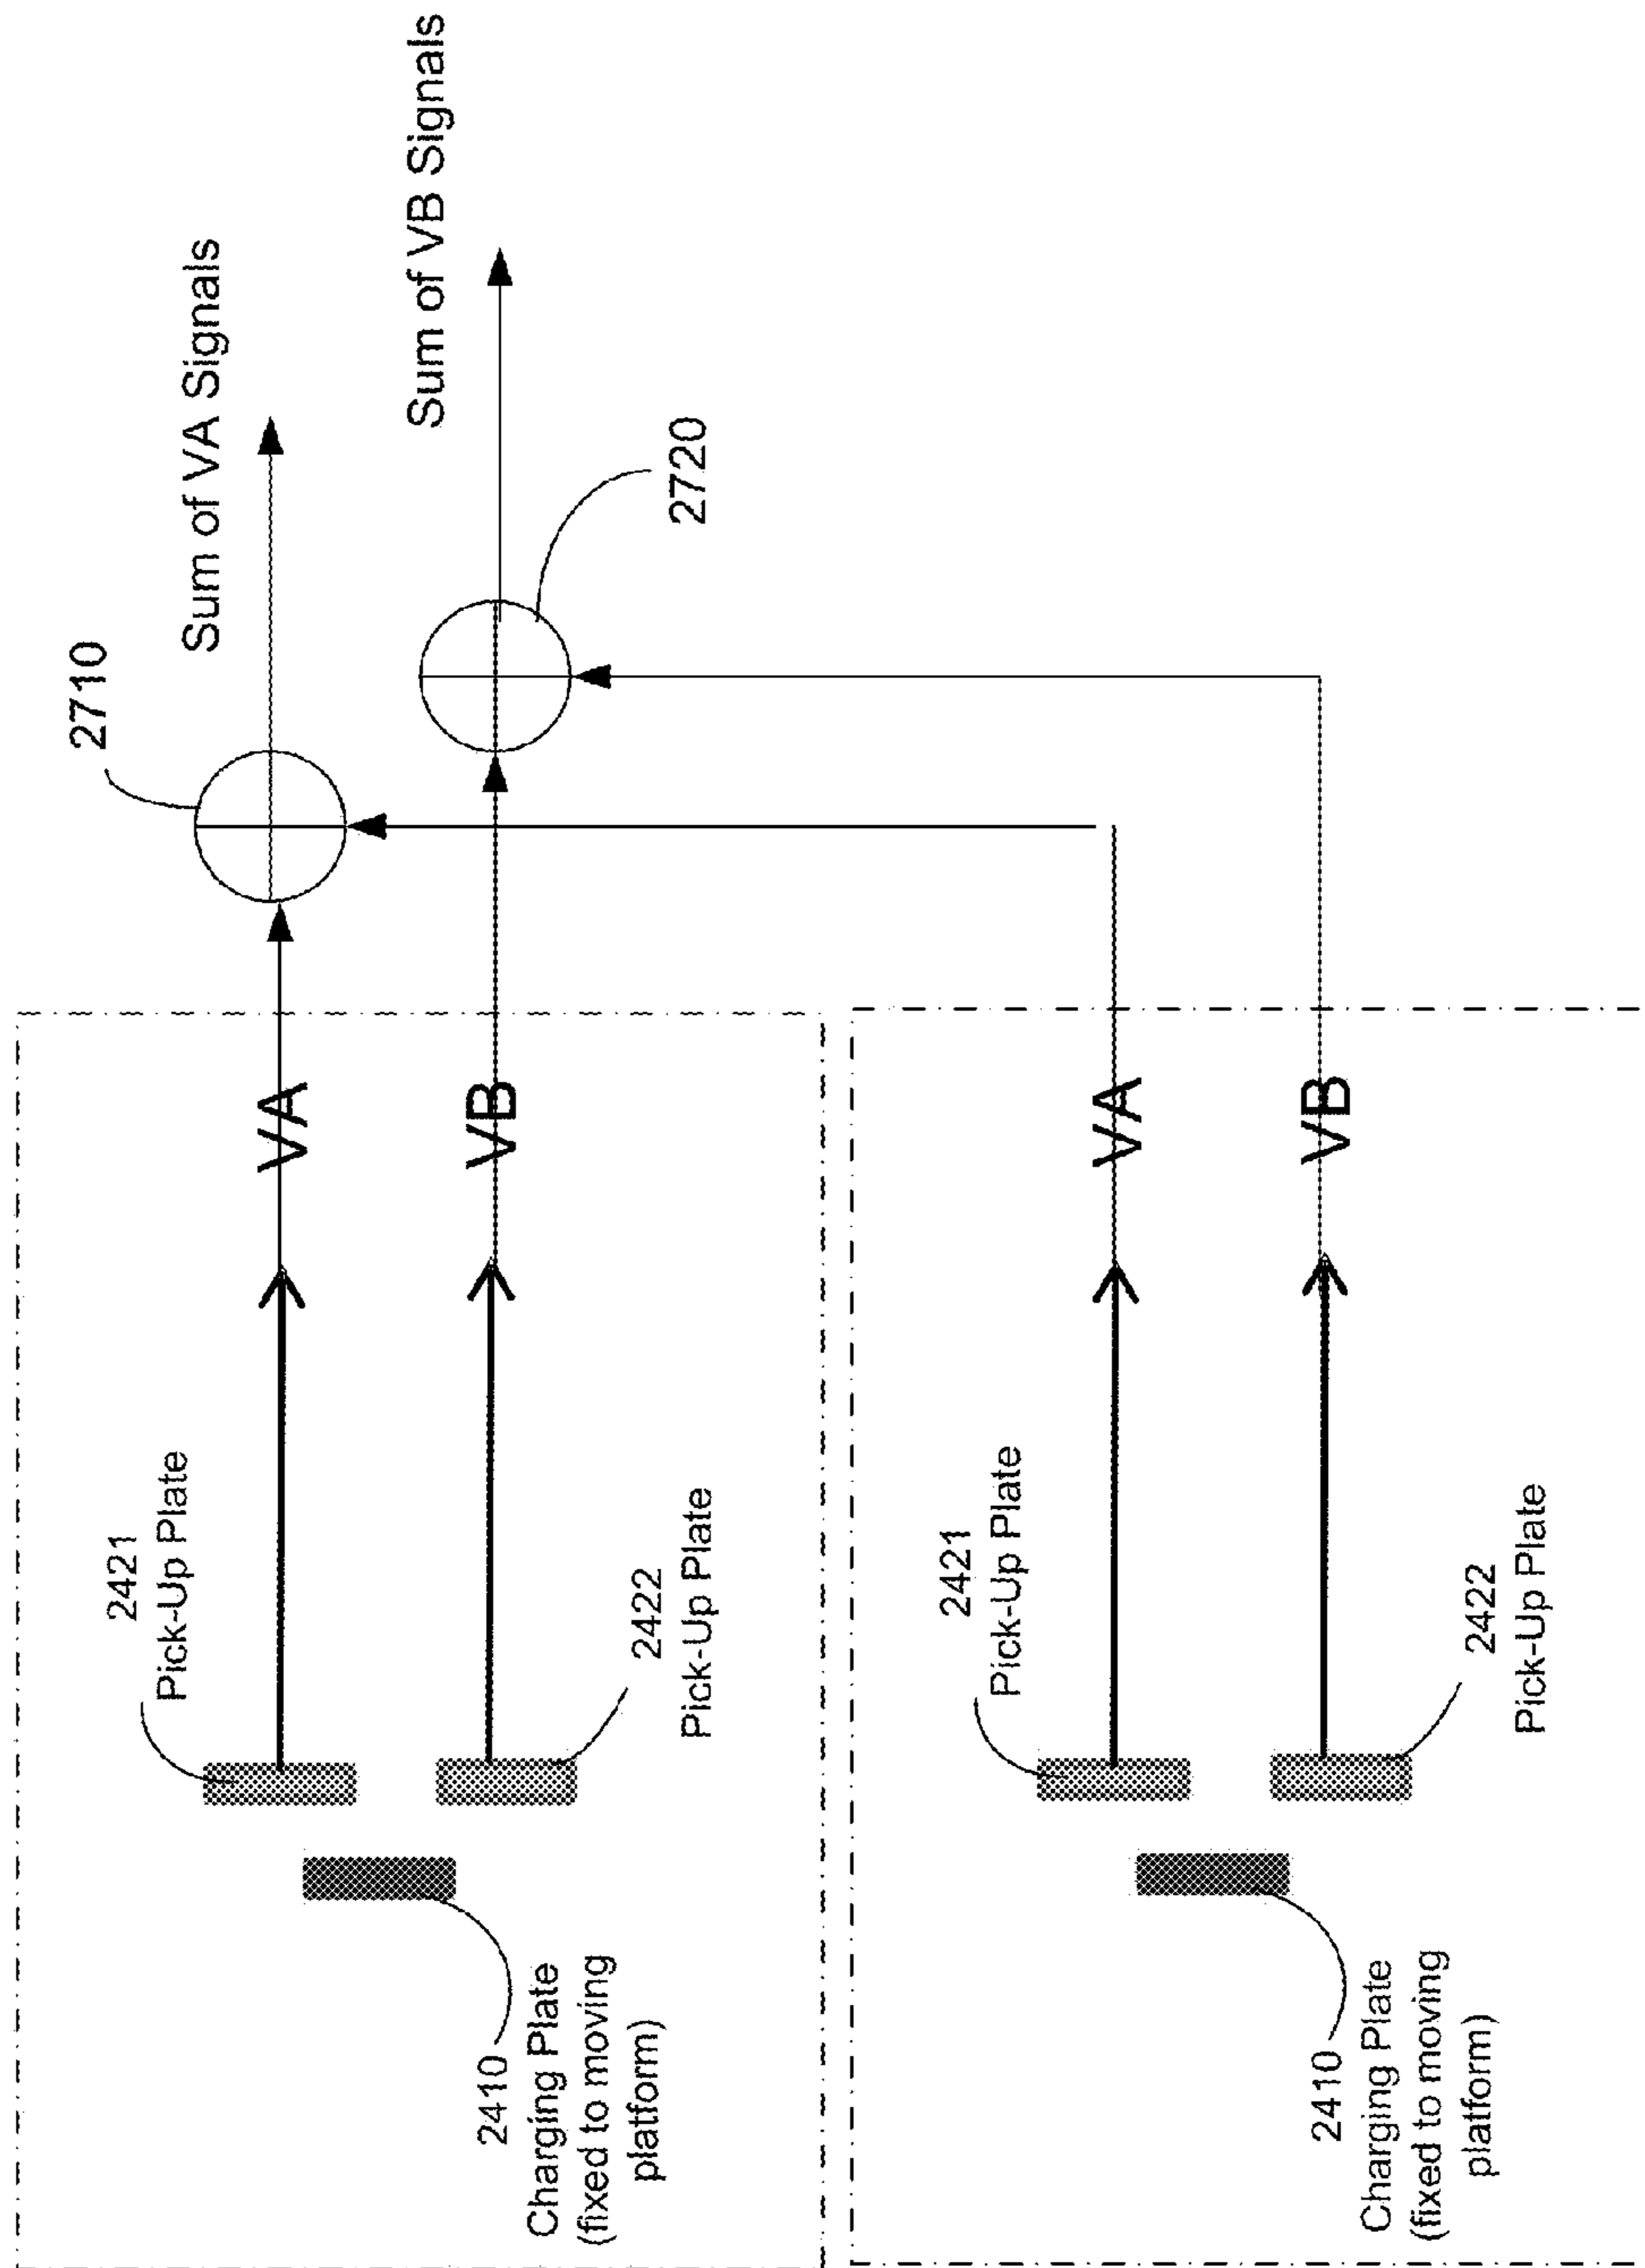 2421
Pick-Up Plate
2410
Charging Plate
(fixed to moving
platform)
2422
Pick-Up Plate
VA
VB
2710
Sum of VA Signals
Sum of VB Signals
2720
2421
Pick-Up Plate
2410
Charging Plate
(fixed to moving
platform)
2422
Pick-Up Plate
VA
VB